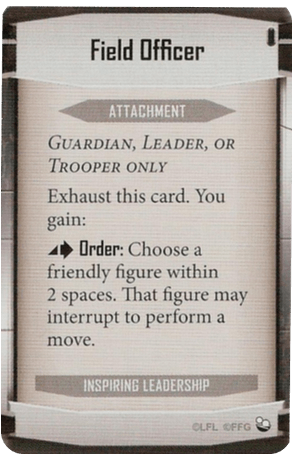 Field Officer
ATTACHMENT
GUARDIAN, LEADER, OR
TROOPER ONLY
Exhaust this card. You
gain:
Order: Choose a
friendly figure within
2 spaces. That figure may
interrupt to perform a
move.
INSPIRING LEADERSHIP
©LFL ©FFG